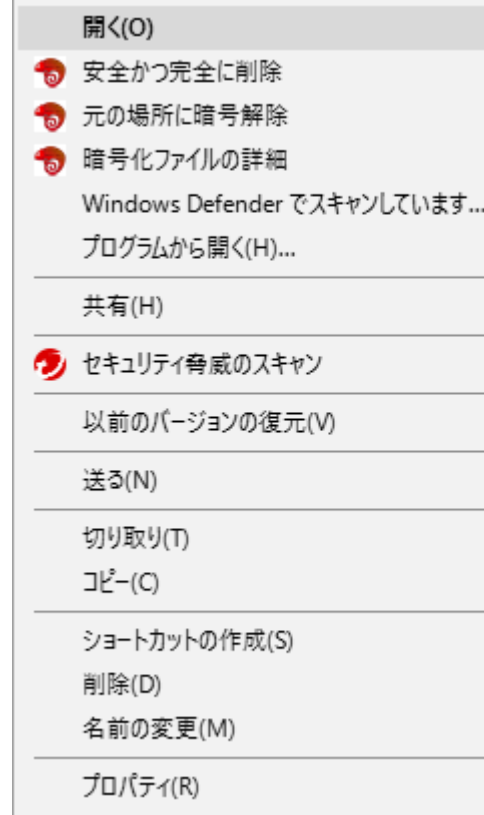 開く(O)
安全かつ完全に削除
元の場所に暗号解除
暗号化ファイルの詳細
Windows Defender でスキャンしています...
プログラムから開く(H)...
共有(H)
セキュリティ脅威のスキャン
以前のバージョンの復元(V)
送る(N)
切り取り(T)
コピー(C)
ショートカットの作成(S)
削除(D)
名前の変更(M)
プロパティ(R)